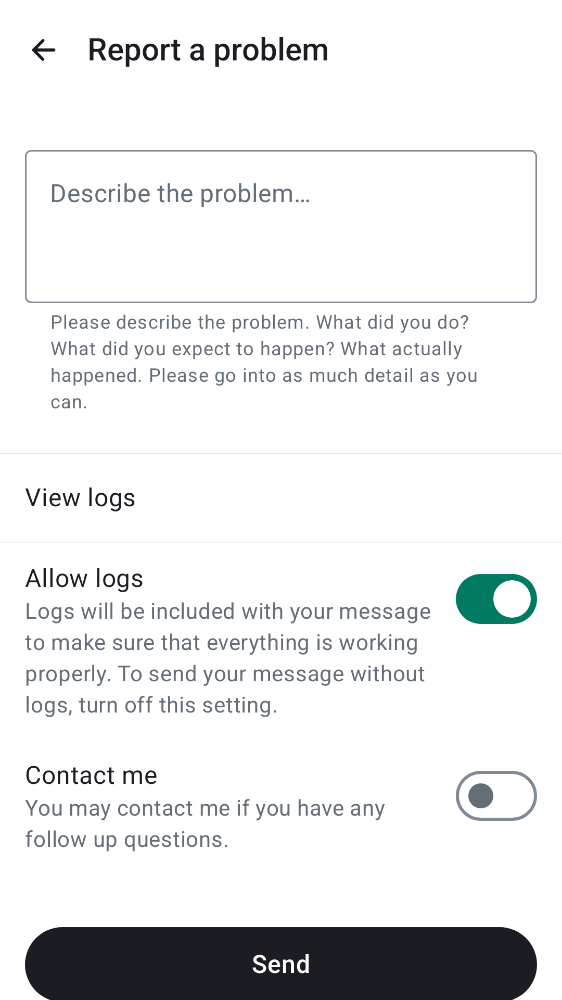 Report a problem
Describe the problem…
Please describe the problem. What did you do?
What did you expect to happen? What actually
happened. Please go into as much detail as you
can.
View logs
Allow logs
Logs will be included with your message
to make sure that everything is working
properly. To send your message without
logs, turn off this setting.
Contact me
You may contact me if you have any
follow up questions.
Send